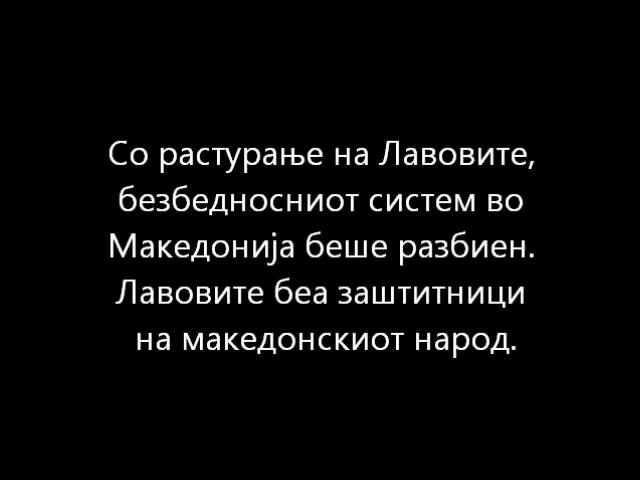 Со растурање на Лавовите,
безбедносниот систем во
Македонија беше разбиен.
Лавовите беа заштитници
на македонскиот народ.